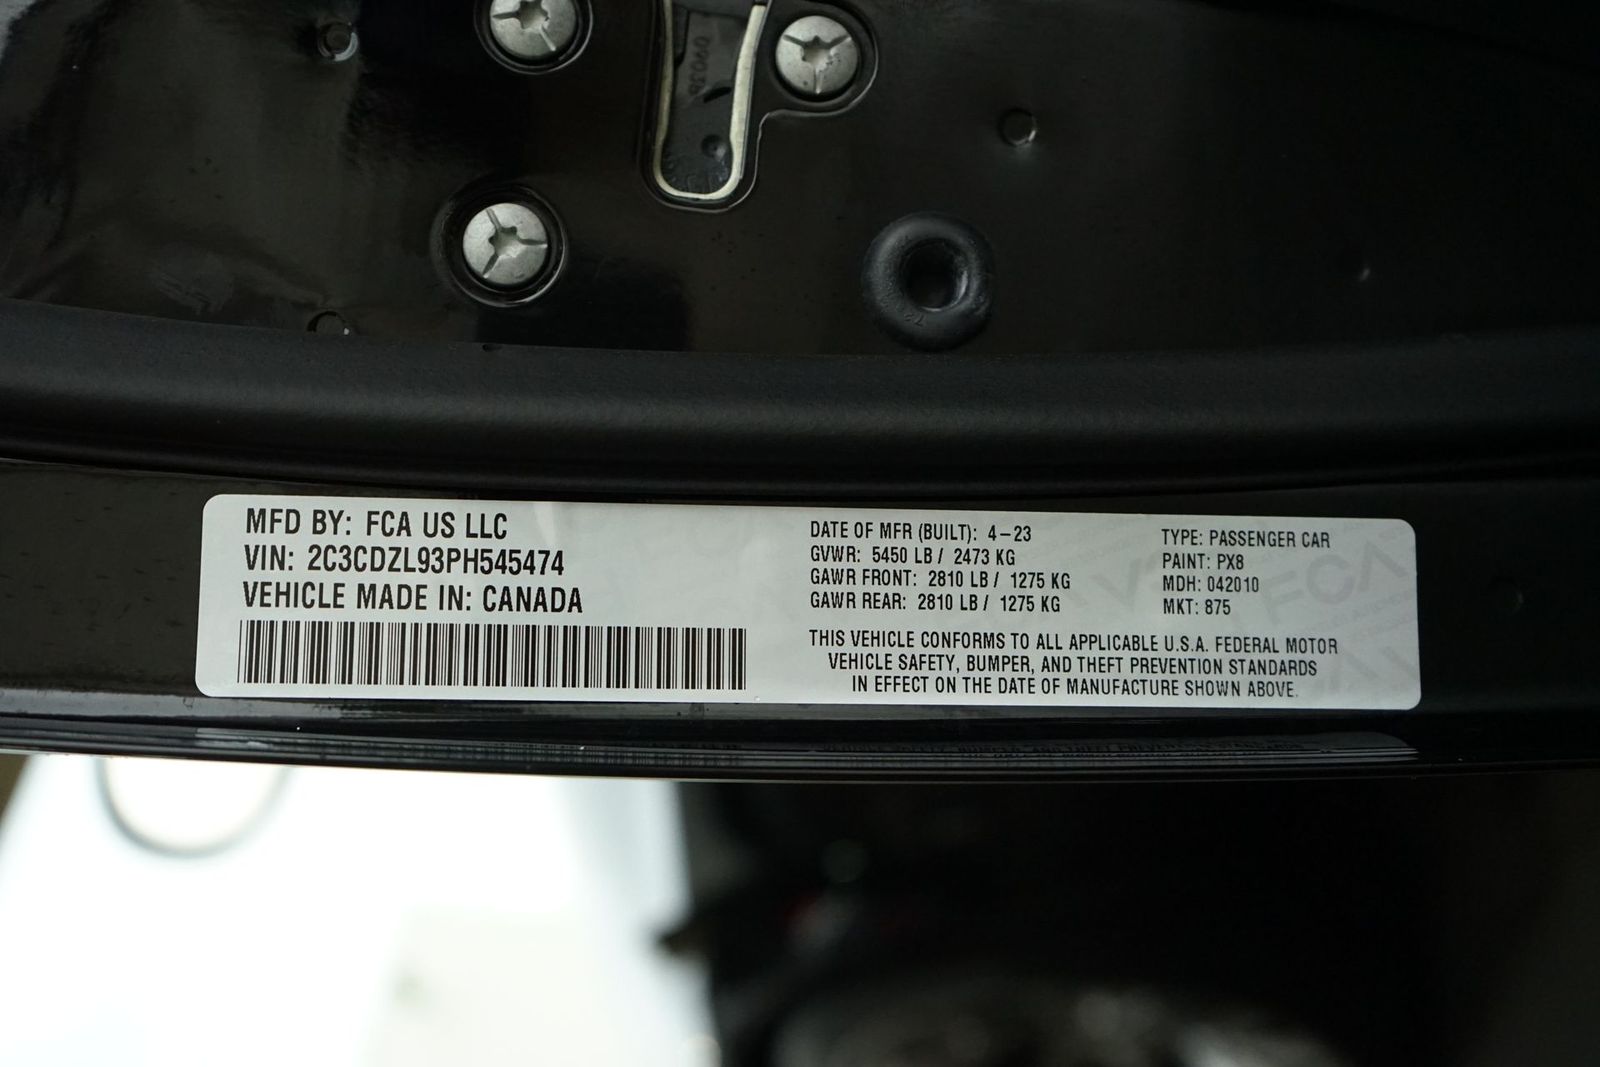 MFD BY: FCA US LLC
VIN: 2C3CDZL93PH545474
VEHICLE MADE IN: CANADA
DATE OF MFR (BUILT): 4-23
GVWR: 5450 LB / 2473 KG
GAWR FRONT: 2810 LB / 1275 KG
GAWR REAR: 2810 LB / 1275 KG
TYPE: PASSENGER CAR
PAINT: PX8
MDH: 042010
MKT: 875
THIS VEHICLE CONFORMS TO ALL APPLICABLE U.S.A. FEDERAL MOTOR
VEHICLE SAFETY, BUMPER, AND THEFT PREVENTION STANDARDS
IN EFFECT ON THE DATE OF MANUFACTURE SHOWN ABOVE.
FCA